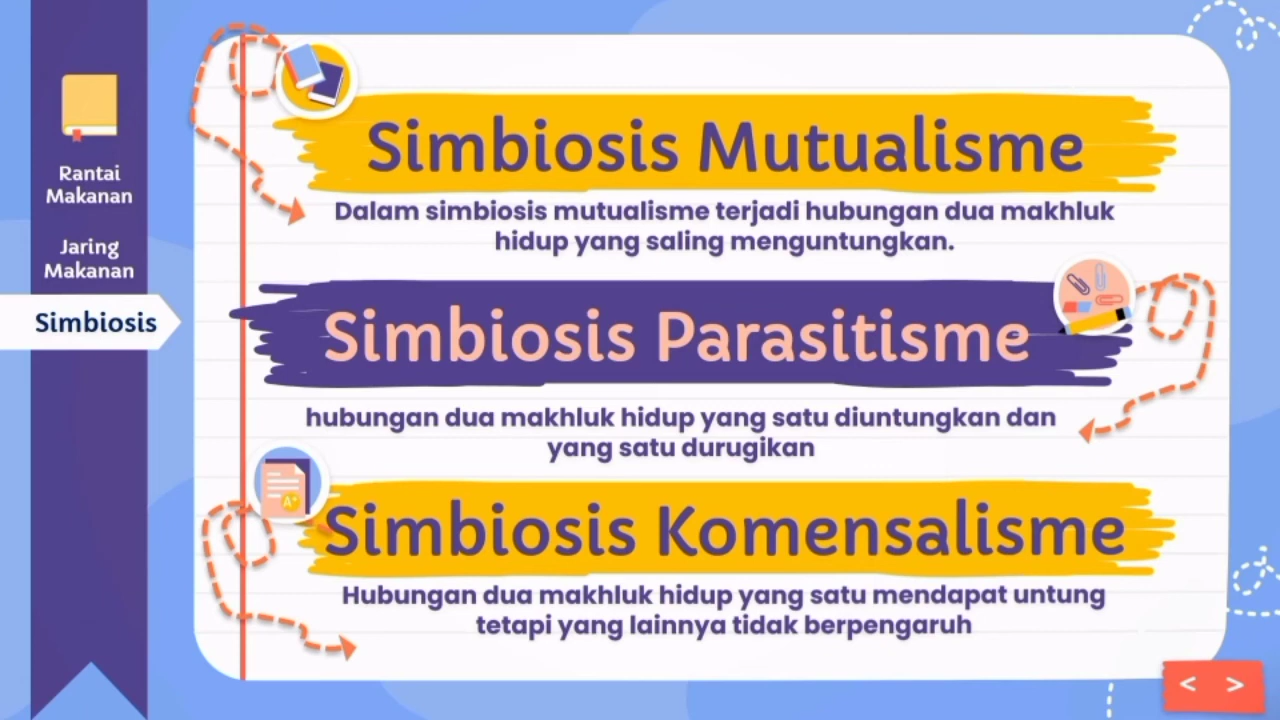 Rantai
Makanan
Jaring
Makanan
Simbiosis
Simbiosis Mutualisme
Dalam simbiosis mutualisme terjadi hubungan dua makhluk
hidup yang saling menguntungkan.
Simbiosis Parasitisme
hubungan dua makhluk hidup yang satu diuntungkan dan
yang satu durugikan
A+
Simbiosis Komensalisme
Hubungan dua makhluk hidup yang satu mendapat untung
tetapi yang lainnya tidak berpengaruh
< >